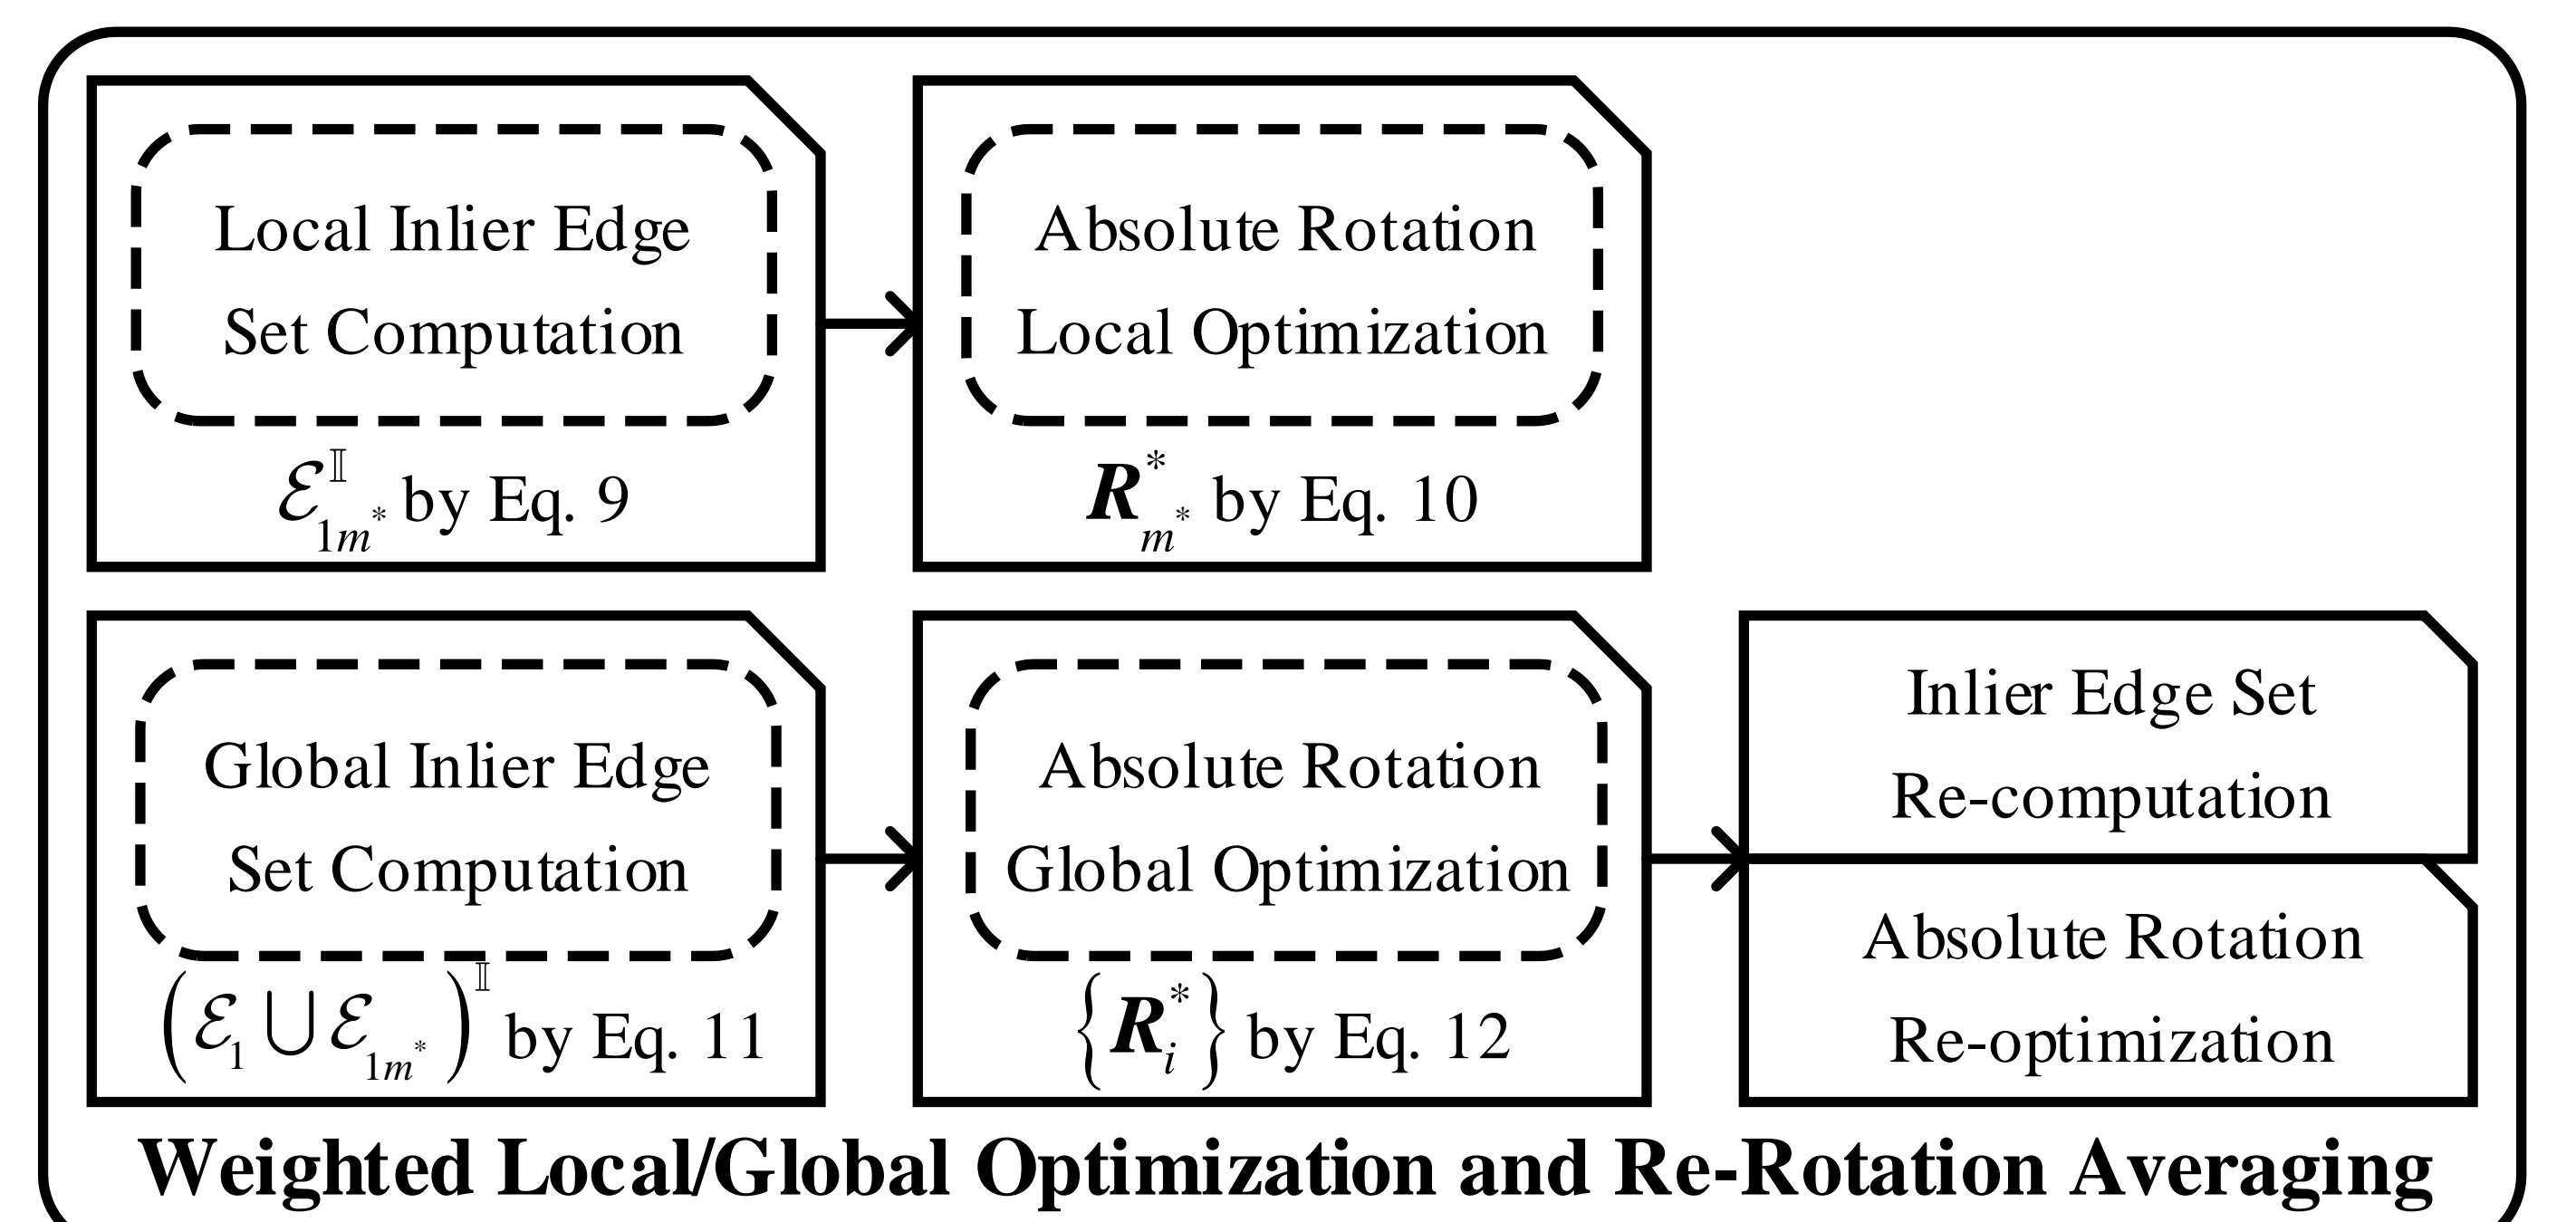 Local Inlier Edge
Set Computation
ℰ^𝕀_{1m*} by Eq. 9
Absolute Rotation
Local Optimization
R^*_{m*} by Eq. 10
Global Inlier Edge
Set Computation
(ℰ_1 ⋃ ℰ_{1m*})^𝕀 by Eq. 11
Absolute Rotation
Global Optimization
{R^*_i} by Eq. 12
Inlier Edge Set
Re-computation
Absolute Rotation
Re-optimization
Weighted Local/Global Optimization and Re-Rotation Averaging